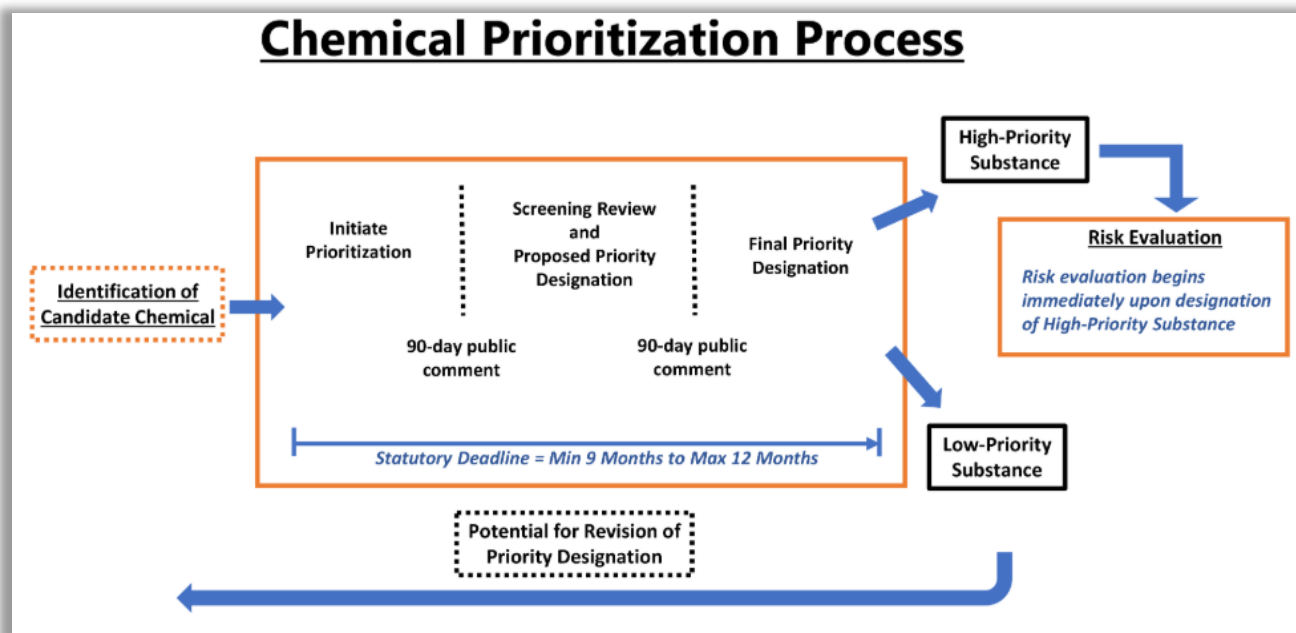 Chemical Prioritization Process
Identification of
Candidate Chemical
Initiate
Prioritization
90-day public
comment
Screening Review
and
Proposed Priority
Designation
90-day public
comment
Final Priority
Designation
Statutory Deadline = Min 9 Months to Max 12 Months
High-Priority
Substance
Risk Evaluation
Risk evaluation begins
immediately upon designation
of High-Priority Substance
Low-Priority
Substance
Potential for Revision of
Priority Designation